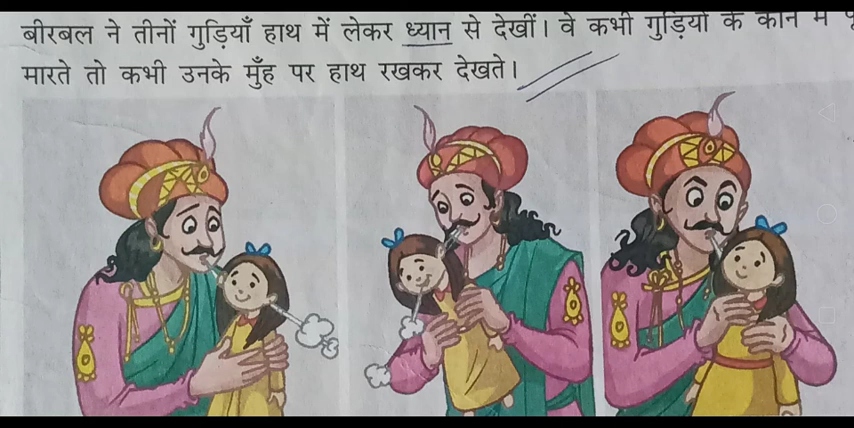 बीरबल ने तीनों गुड़ियाँ हाथ में लेकर ध्यान से देखीं। वे कभी गुड़ियों के कान में
मारते तो कभी उनके मुँह पर हाथ रखकर देखते।